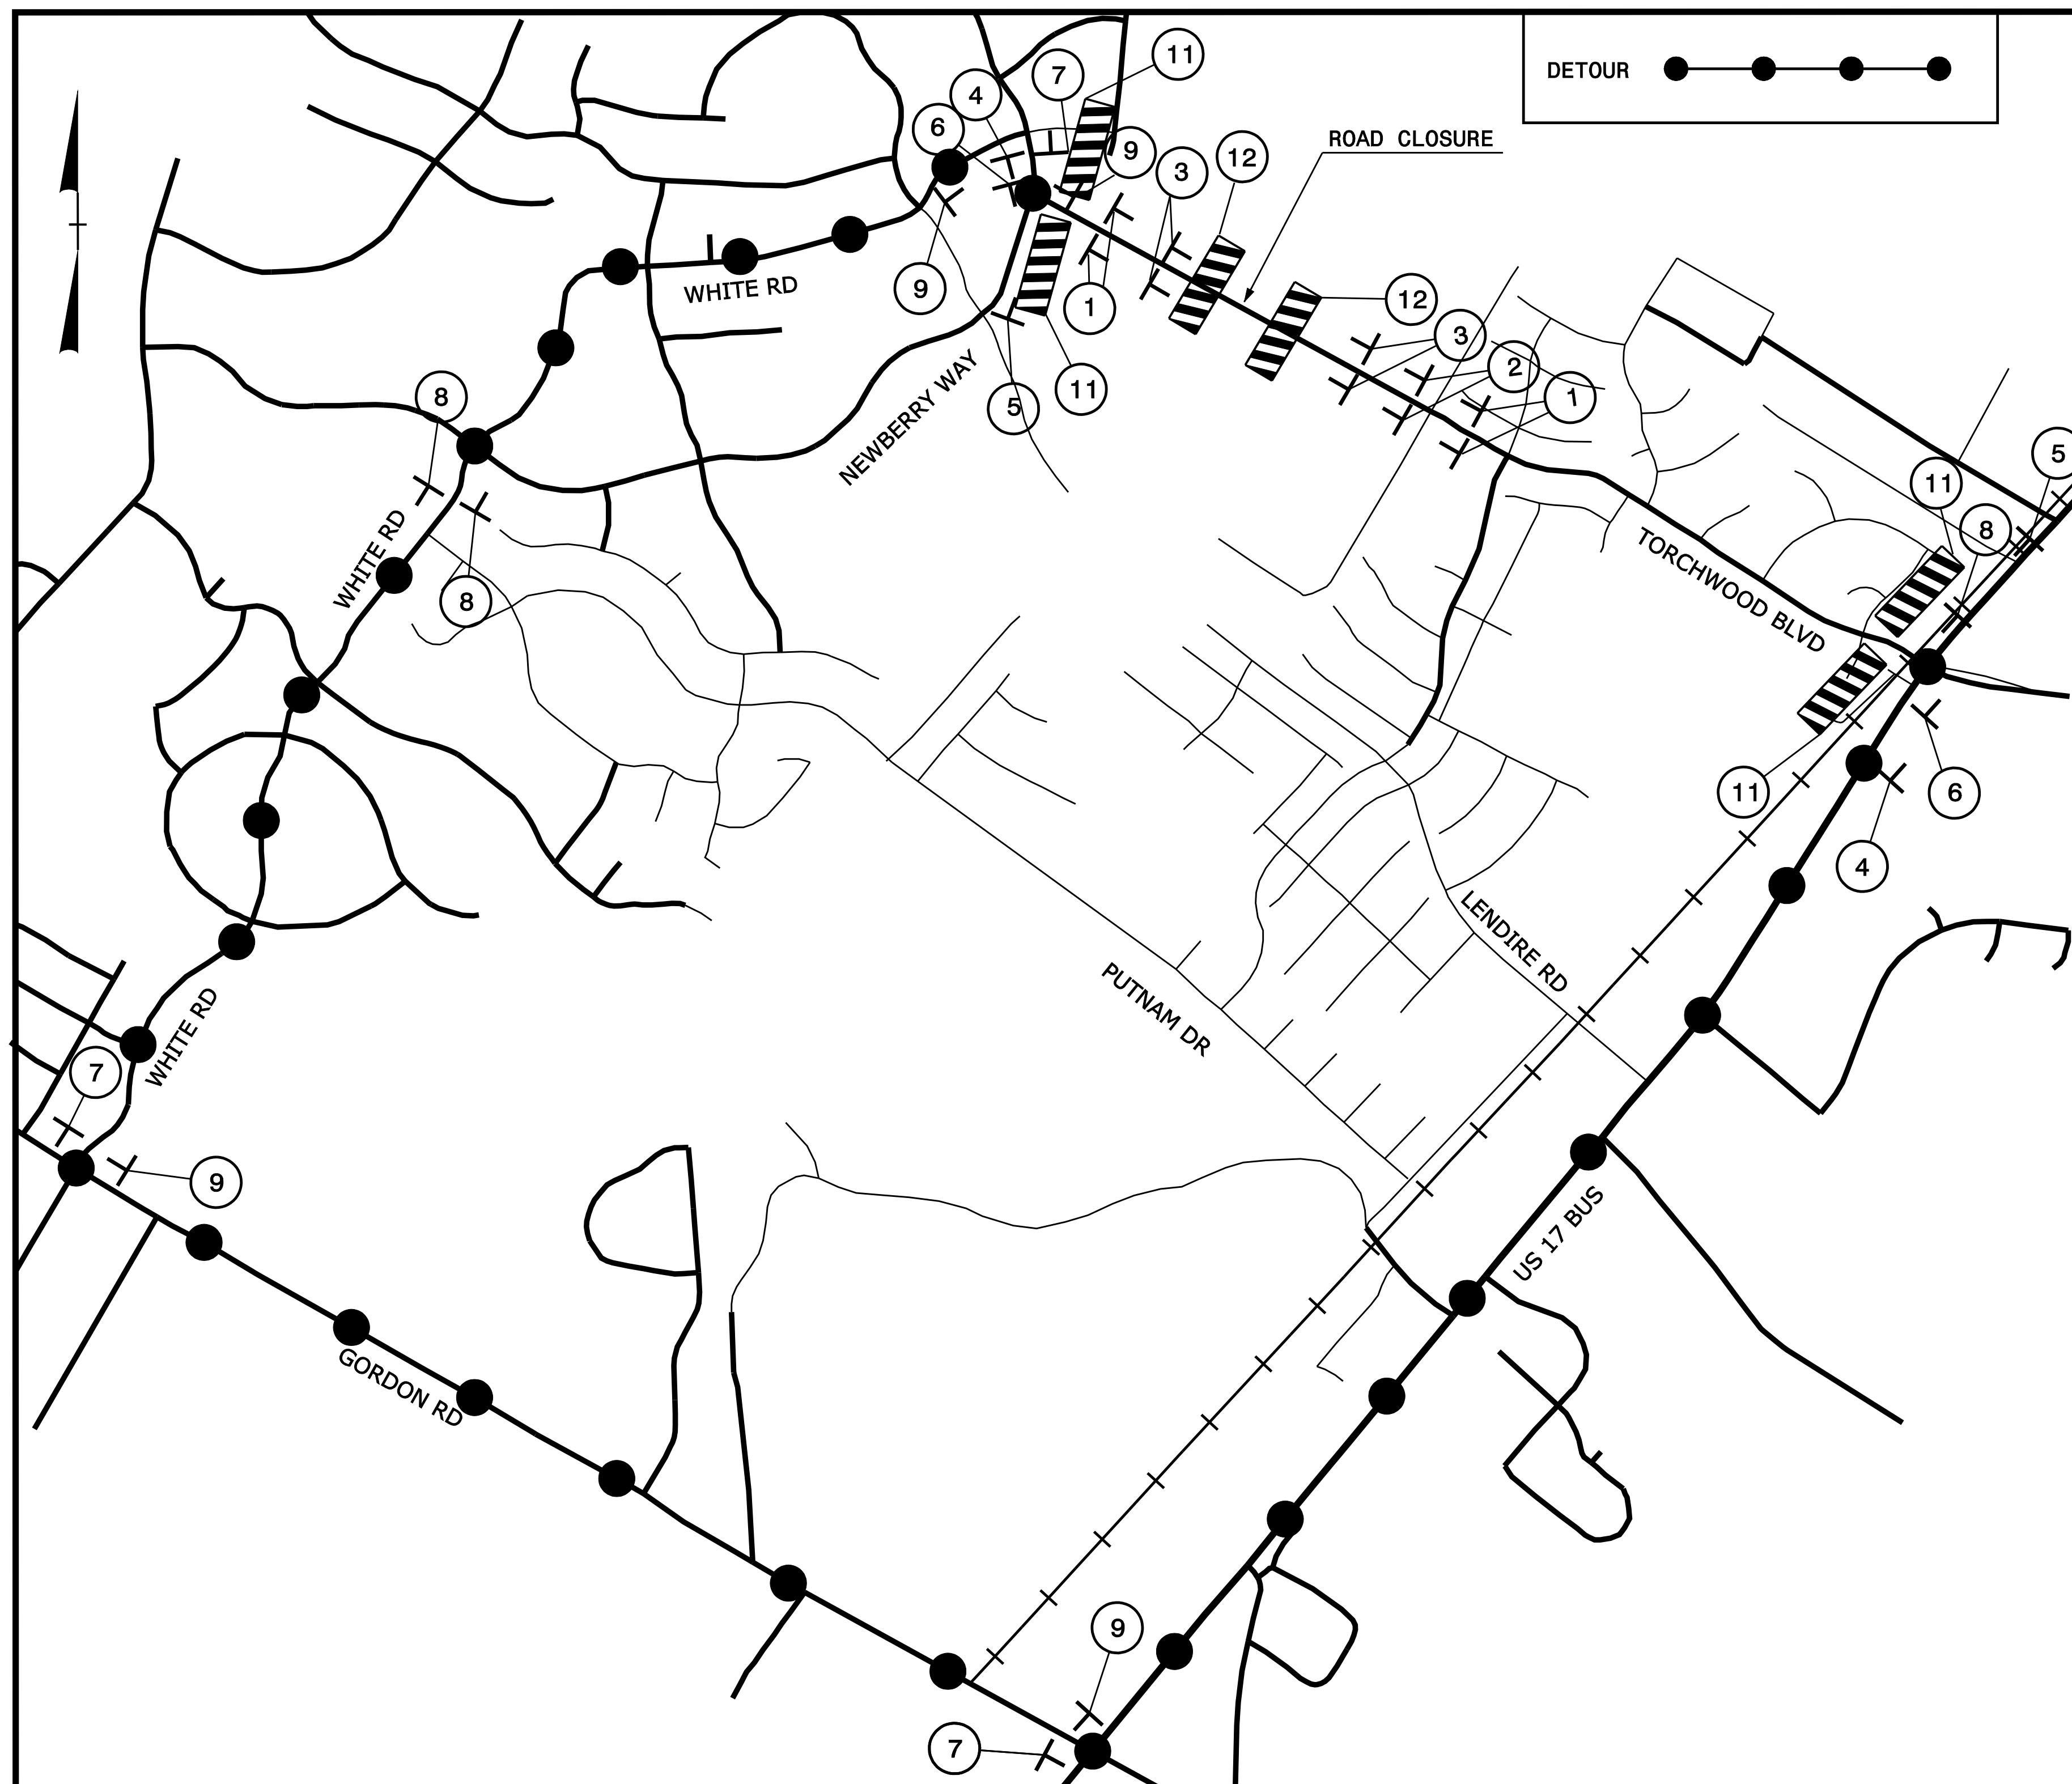 DETOUR
11
7
4
6
9
ROAD CLOSURE
12
3
WHITE RD
9
1
12
3
2
1
5
11
NEWBERRY WAY
8
5
11
8
WHITE RD
8
TORCHWOOD BLVD
11
6
4
LENDIRE RD
PUTNAM DR
WHITE RD
7
9
US 17 BUS
GORDON RD
9
7